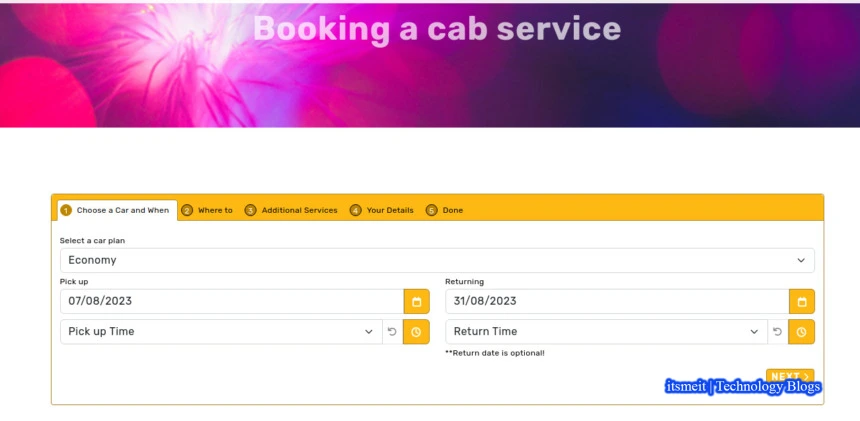 Booking a cab service
1 Choose a Car and When 2 Where to 3 Additional Services 4 Your Details 5 Done
Select a car plan
Economy
Pick up Returning
07/08/2023 31/08/2023
Pick up Time Return Time
**Return date is optional!
NEXT
itsmeit | Technology Blogs